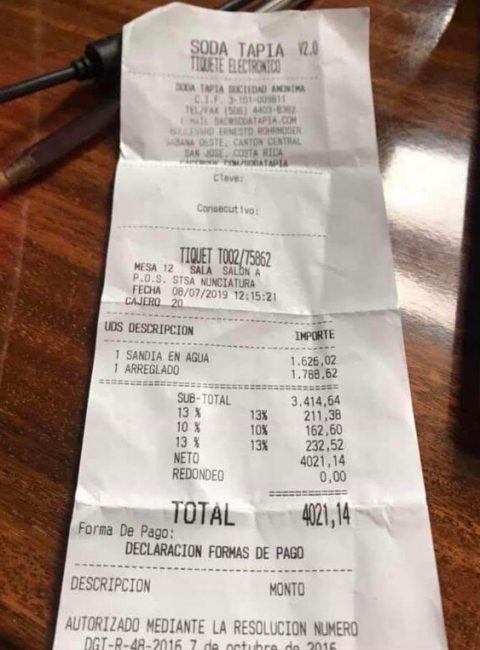 SODA TAPIA V2.0
TIQUETE ELECTRONICO
SODA TAPIA SOCIEDAD ANONIMA
C.I.F. 3-101-009811
TEL/FAX (506) 4403-8362
E-MAIL SAC@SODATAPIA.COM
BOULEVARD ERNESTO ROHRMOSER
SABANA OESTE, CANTON CENTRAL
SAN JOSE, COSTA RICA
FACEBOOK.COM/SODATAPIA
Clave:
Consecutivo:
TIQUET T002/75862
MESA 12 SALA SALON A
P.O.S. STSA NUNCIATURA
FECHA 08/07/2019 12:15:21
CAJERO 20
UDS DESCRIPCION IMPORTE
1 SANDIA EN AGUA 1.626,02
1 ARREGLADO 1.788,62
SUB-TOTAL 3.414,64
13 % 13% 211,38
10 % 10% 162,60
13 % 13% 232,52
NETO 4021,14
REDONDEO 0,00
TOTAL 4021,14
Forma De Pago:
DECLARACION FORMAS DE PAGO
DESCRIPCION MONTO
AUTORIZADO MEDIANTE LA RESOLUCION NUMERO
DGT-R-48-2016 7 de octubre de 2016